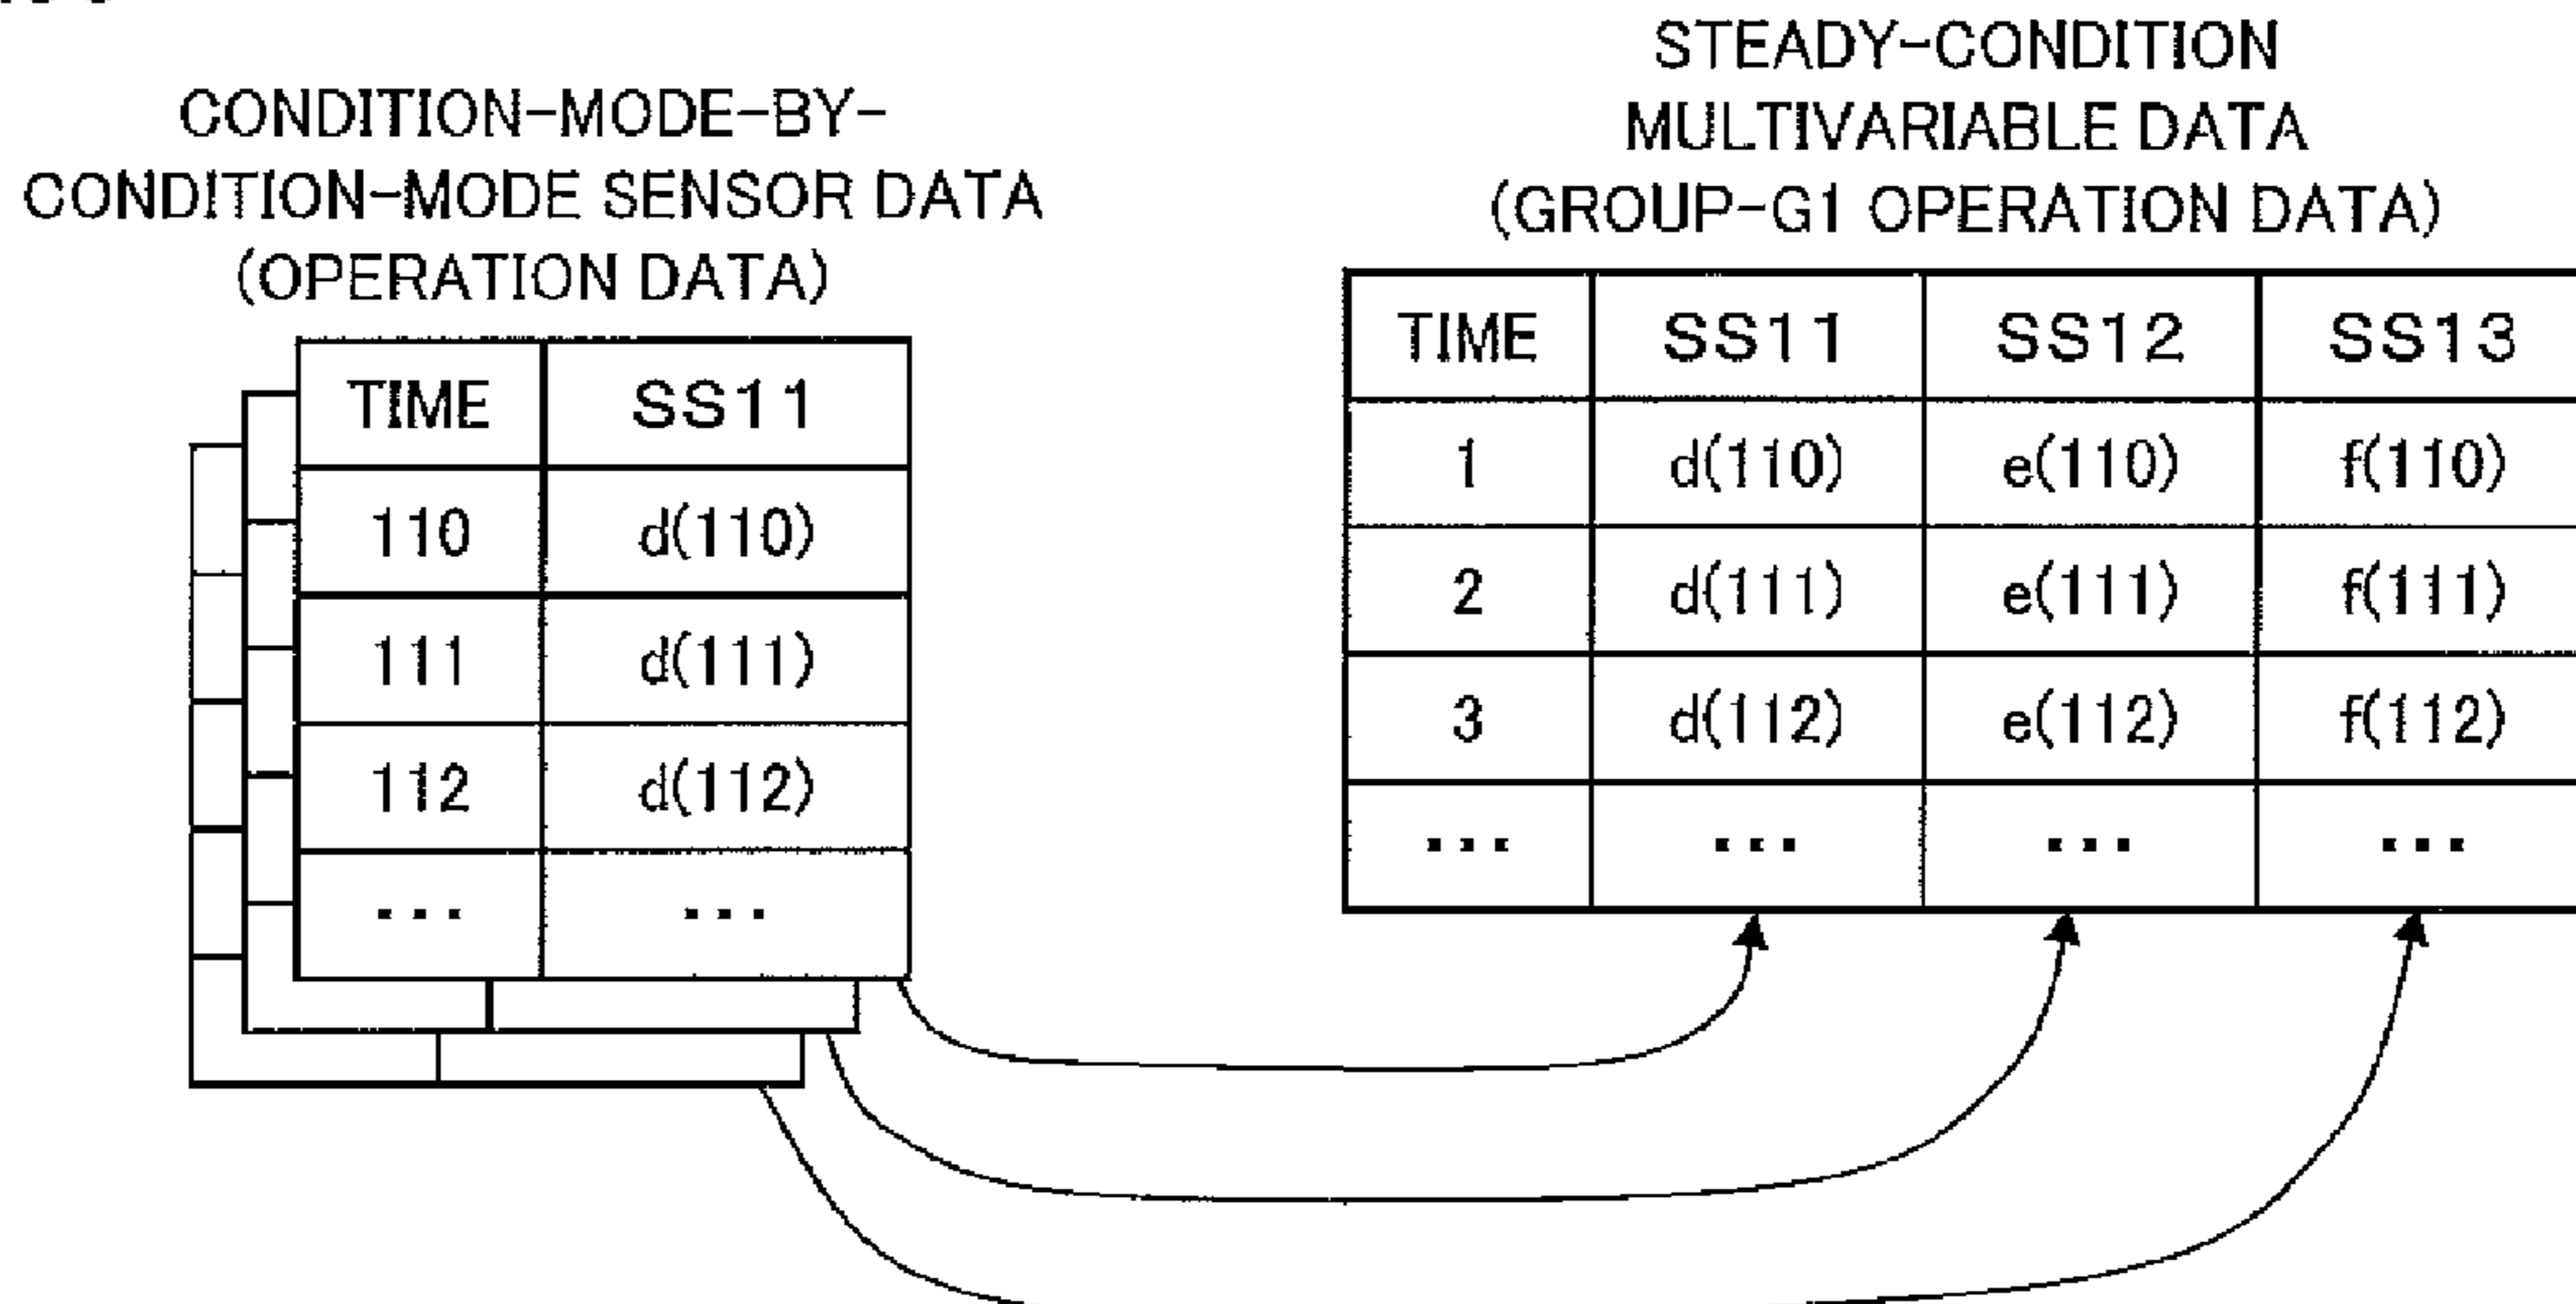 CONDITION-MODE-BY-
CONDITION-MODE SENSOR DATA
(OPERATION DATA)
TIME SS11
110 d(110)
111 d(111)
112 d(112)
... ...
STEADY-CONDITION
MULTIVARIABLE DATA
(GROUP-G1 OPERATION DATA)
TIME SS11 SS12 SS13
1 d(110) e(110) f(110)
2 d(111) e(111) f(111)
3 d(112) e(112) f(112)
... ... ... ...